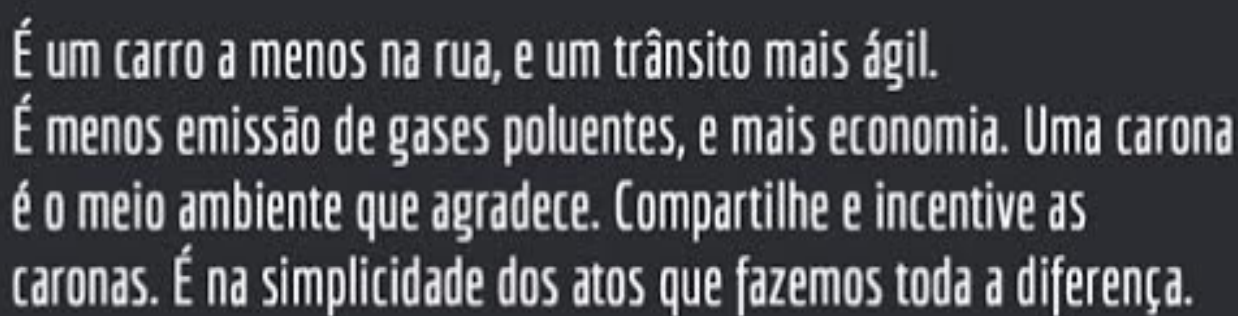 É um carro a menos na rua, e um trânsito mais ágil.
É menos emissão de gases poluentes, e mais economia. Uma carona
é o meio ambiente que agradece. Compartilhe e incentive as
caronas. É na simplicidade dos atos que fazemos toda a diferença.